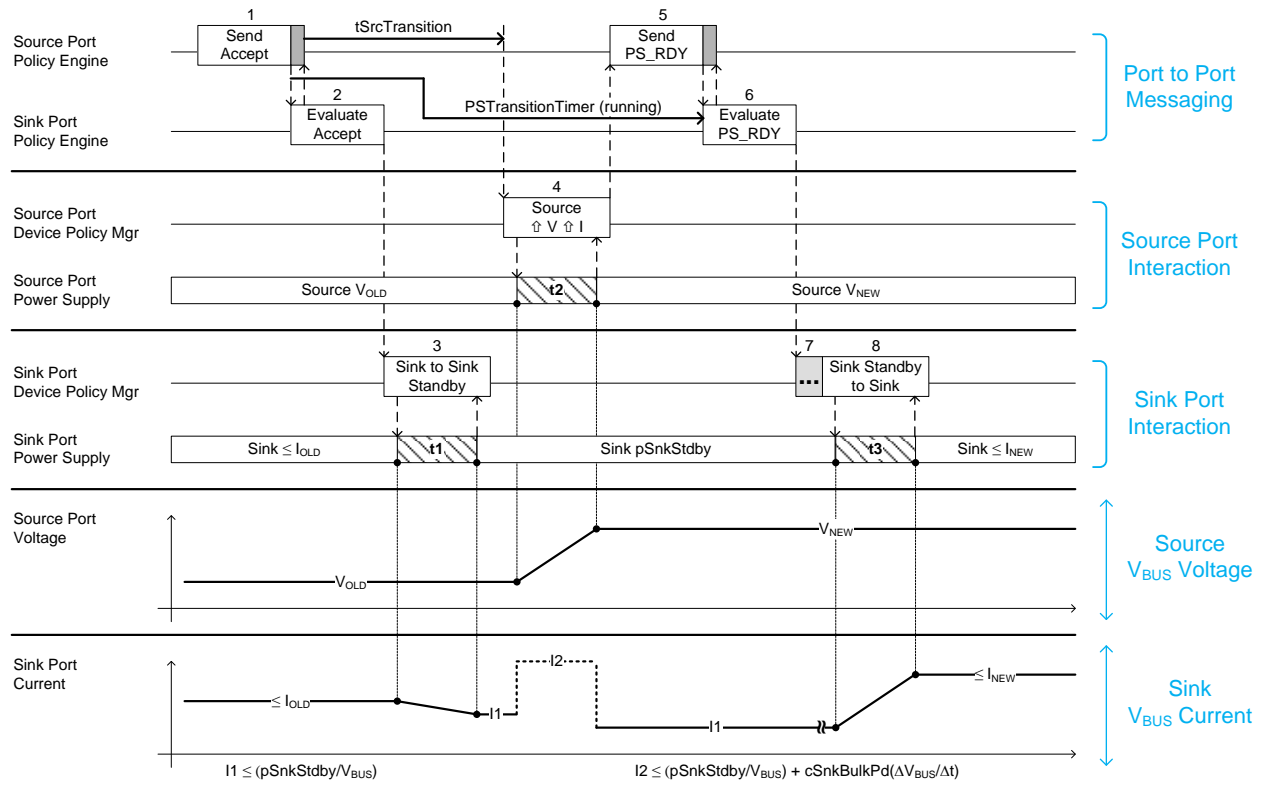 1
5
tSrcTransition
Source Port
Policy Engine
Send
Accept
Send
PS_RDY
Port to Port
Messaging
2
PSTransitionTimer (running)
6
Sink Port
Policy Engine
Evaluate
Accept
Evaluate
PS_RDY
4
Source Port
Device Policy Mgr
Source
⇧ V ⇧ I
Source Port
Interaction
Source Port
Power Supply
Source VOLD
t2
Source VNEW
3
7
8
Sink Port
Device Policy Mgr
Sink to Sink
Standby
...
Sink Standby
to Sink
Sink Port
Interaction
Sink Port
Power Supply
Sink ≤ IOLD
t1
Sink pSnkStdby
t3
Sink ≤ INEW
Source Port
Voltage
VNEW
VOLD
Source
VBUS Voltage
Sink Port
Current
≤ IOLD
I1
I2
I1
≤ INEW
Sink
VBUS Current
I1 ≤ (pSnkStdby/VBUS)
I2 ≤ (pSnkStdby/VBUS) + cSnkBulkPd(ΔVBUS/Δt)